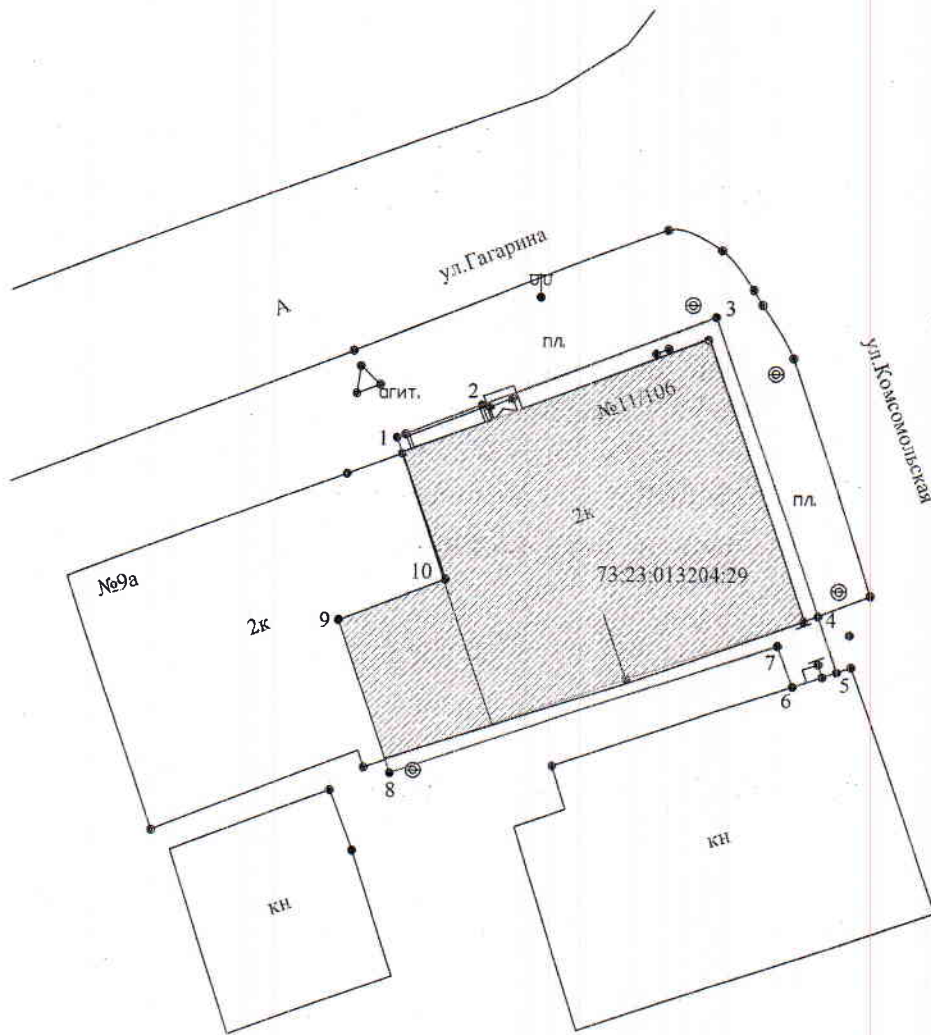 ул.Гагарина
А
пл.
3
агит.
ул.Комсомольская
2
№11/106
1
пл.
2к
10
73:23:013204:29
№9а
9
2к
4
7
5
6
8
кн
кн